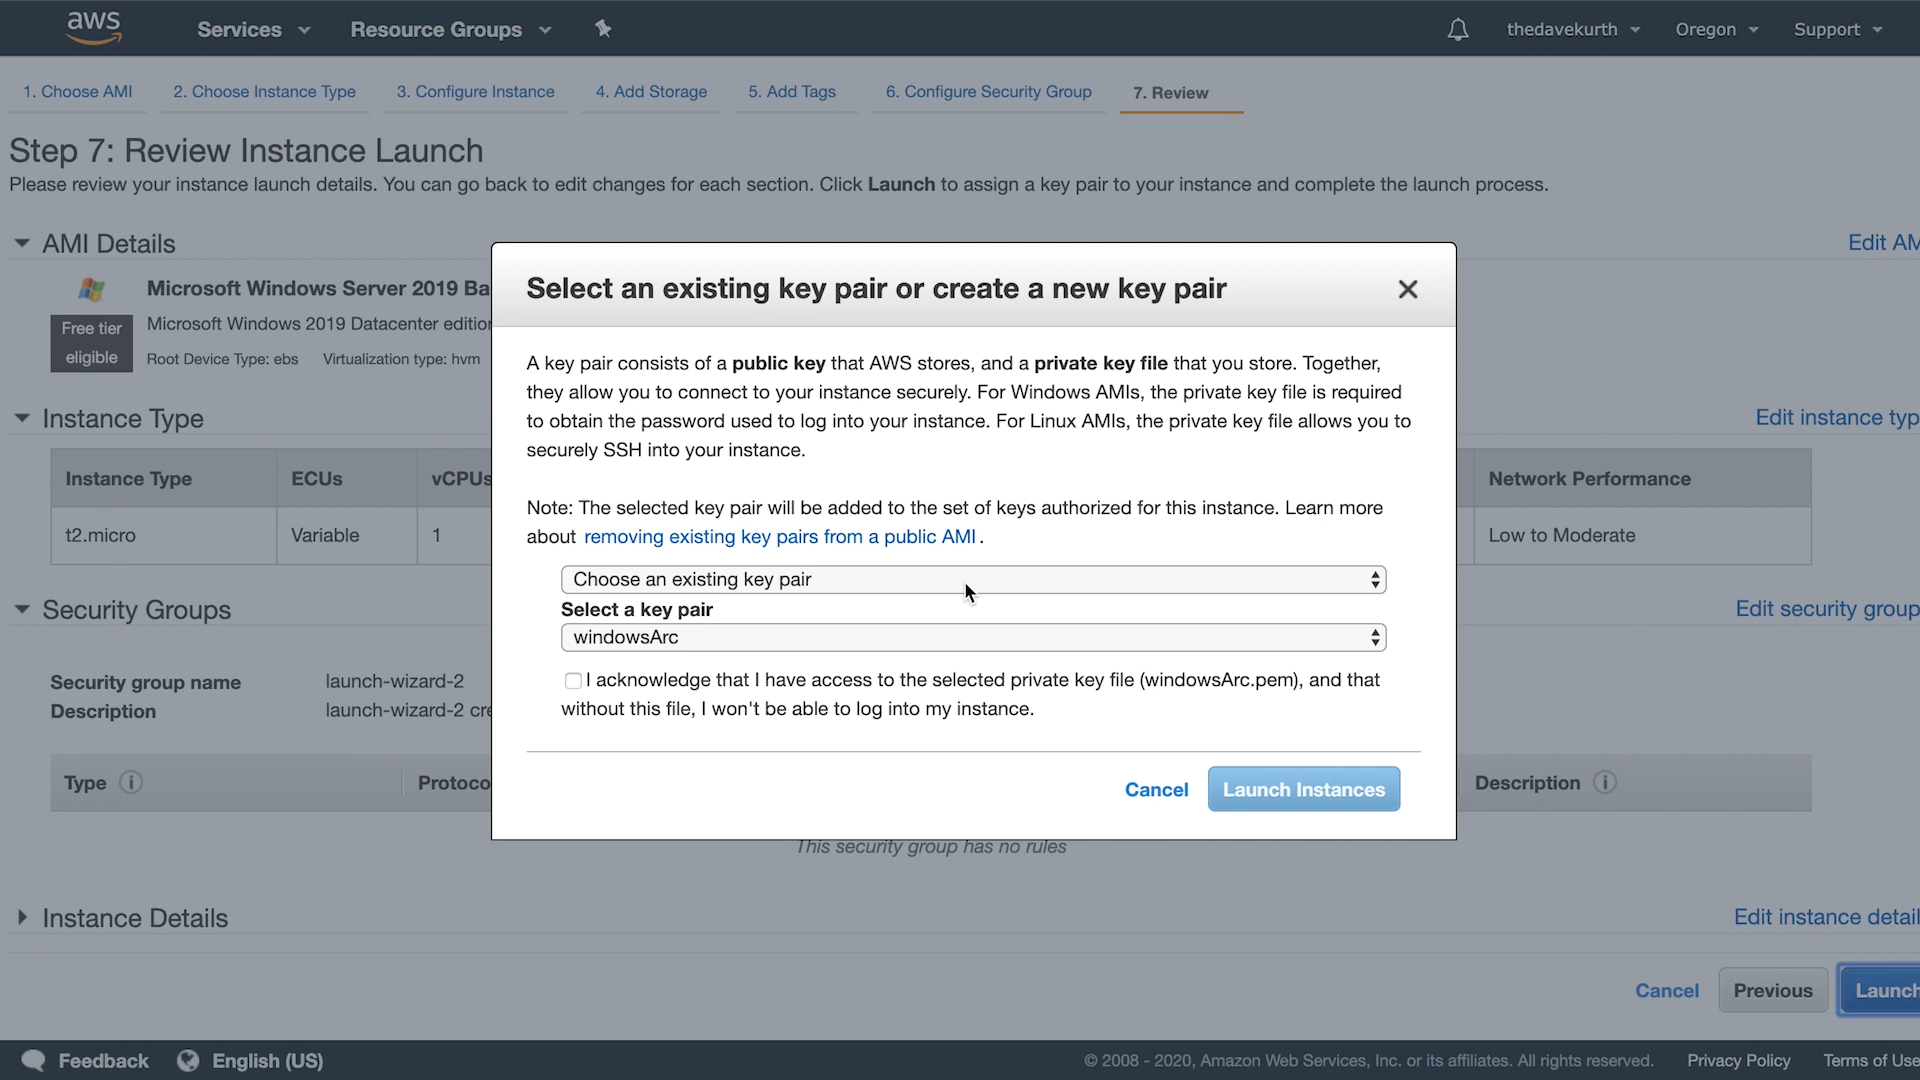 aws Services Resource Groups thedavekurth Oregon Support
1. Choose AMI 2. Choose Instance Type 3. Configure Instance 4. Add Storage 5. Add Tags 6. Configure Security Group 7. Review
Step 7: Review Instance Launch
Please review your instance launch details. You can go back to edit changes for each section. Click Launch to assign a key pair to your instance and complete the launch process.
AMI Details
Edit AM
Microsoft Windows Server 2019 Ba
Free tier
eligible
Microsoft Windows 2019 Datacenter edition
Root Device Type: ebs Virtualization type: hvm
Instance Type
Edit instance typ
Instance Type ECUs vCPUs Network Performance
t2.micro Variable 1 Low to Moderate
Security Groups
Edit security group
Security group name launch-wizard-2
Description launch-wizard-2 cre
Type Protoco Description
This security group has no rules
Instance Details
Edit instance detail
Cancel Previous Launch
Select an existing key pair or create a new key pair
A key pair consists of a public key that AWS stores, and a private key file that you store. Together,
they allow you to connect to your instance securely. For Windows AMIs, the private key file is required
to obtain the password used to log into your instance. For Linux AMIs, the private key file allows you to
securely SSH into your instance.
Note: The selected key pair will be added to the set of keys authorized for this instance. Learn more
about removing existing key pairs from a public AMI.
Choose an existing key pair
Select a key pair
windowsArc
I acknowledge that I have access to the selected private key file (windowsArc.pem), and that
without this file, I won't be able to log into my instance.
Cancel Launch Instances
Feedback English (US) © 2008 - 2020, Amazon Web Services, Inc. or its affiliates. All rights reserved. Privacy Policy Terms of Use